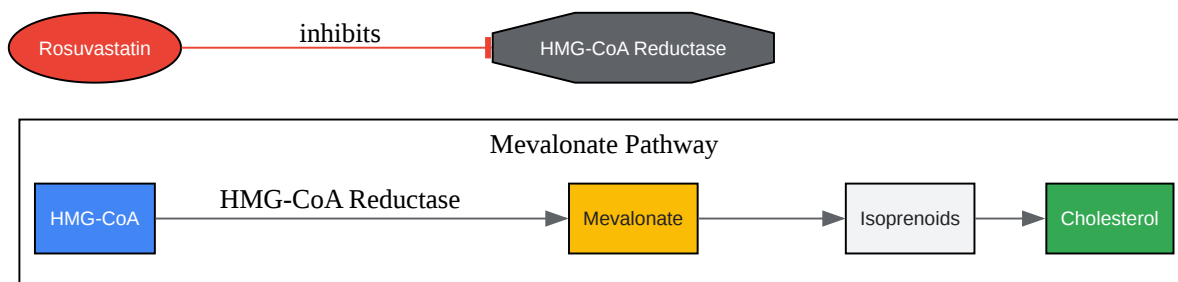 Rosuvastatin
inhibits
HMG-CoA Reductase
Mevalonate Pathway
HMG-CoA
HMG-CoA Reductase
Mevalonate
Isoprenoids
Cholesterol